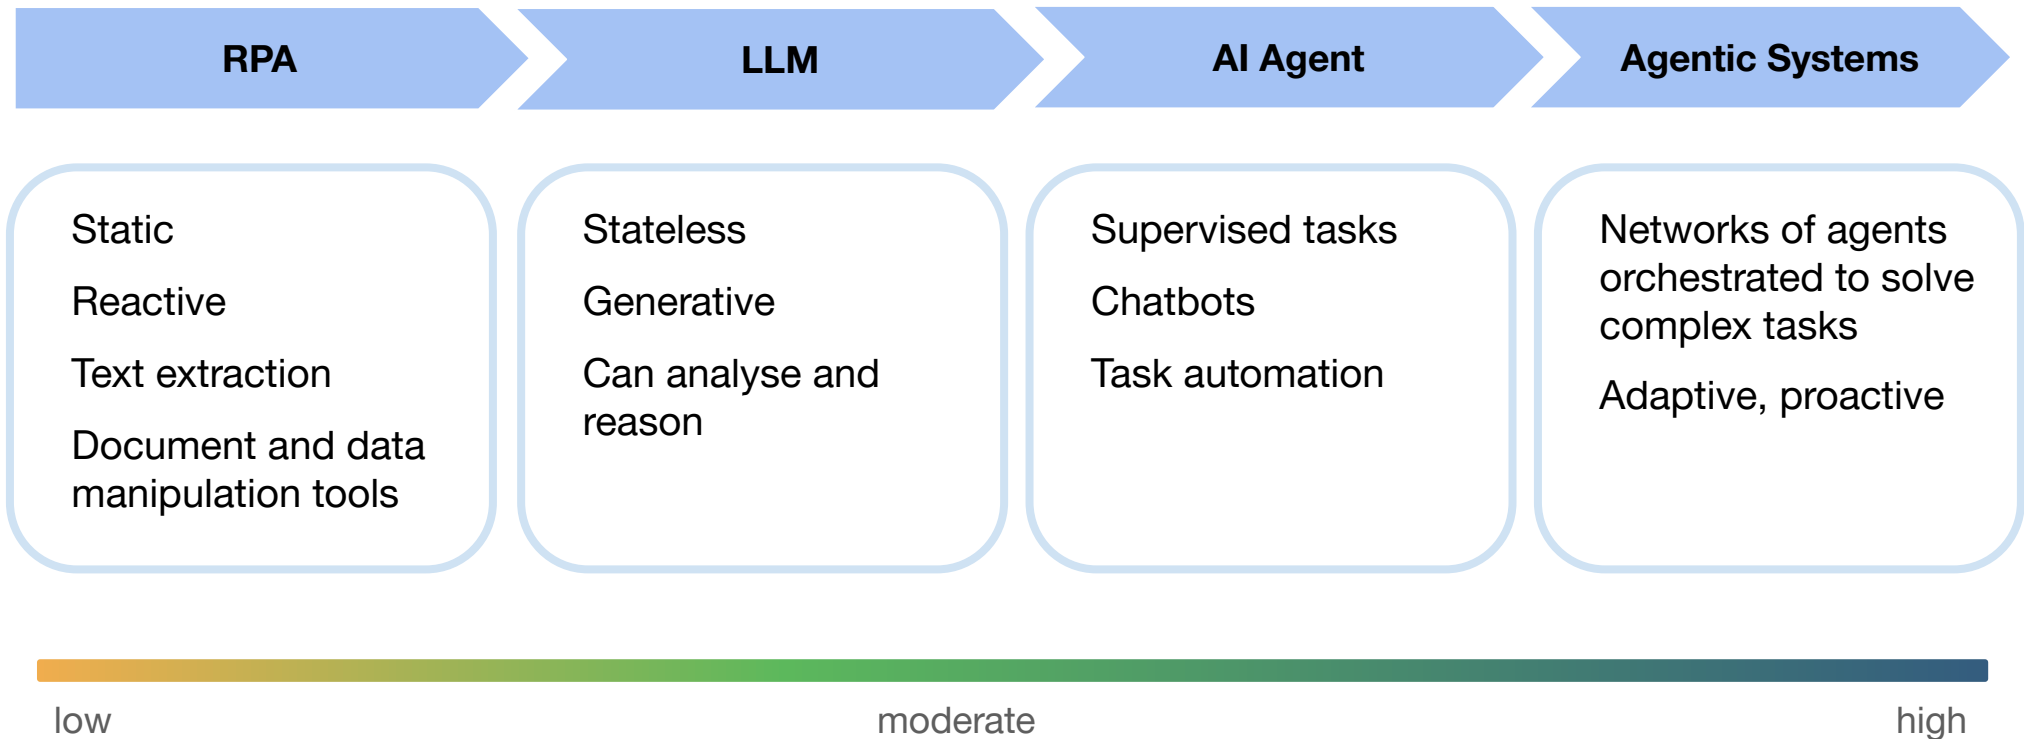 RPA
LLM
AI Agent
Agentic Systems
Static
Reactive
Text extraction
Document and data
manipulation tools
Stateless
Generative
Can analyse and
reason
Supervised tasks
Chatbots
Task automation
Networks of agents
orchestrated to solve
complex tasks
Adaptive, proactive
low
moderate
high